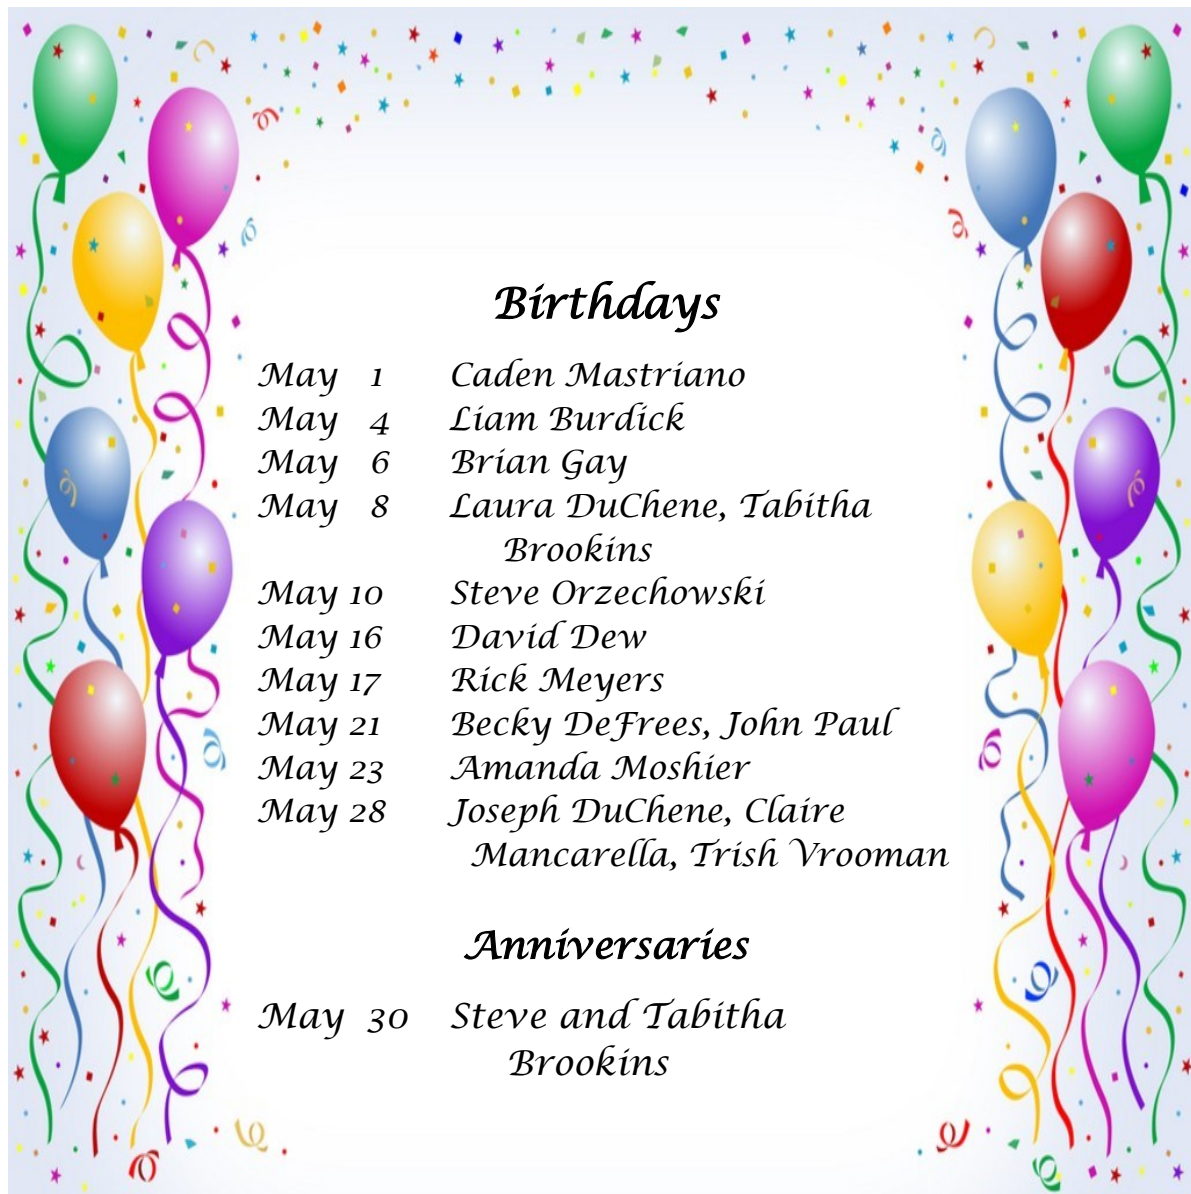 Birthdays
May 1 Caden Mastriano
May 4 Liam Burdick
May 6 Brian Gay
May 8 Laura DuChene, Tabitha
Brookins
May 10 Steve Orzechowski
May 16 David Dew
May 17 Rick Meyers
May 21 Becky DeFrees, John Paul
May 23 Amanda Moshier
May 28 Joseph DuChene, Claire
Mancarella, Trish Vrooman
Anniversaries
May 30 Steve and Tabitha
Brookins